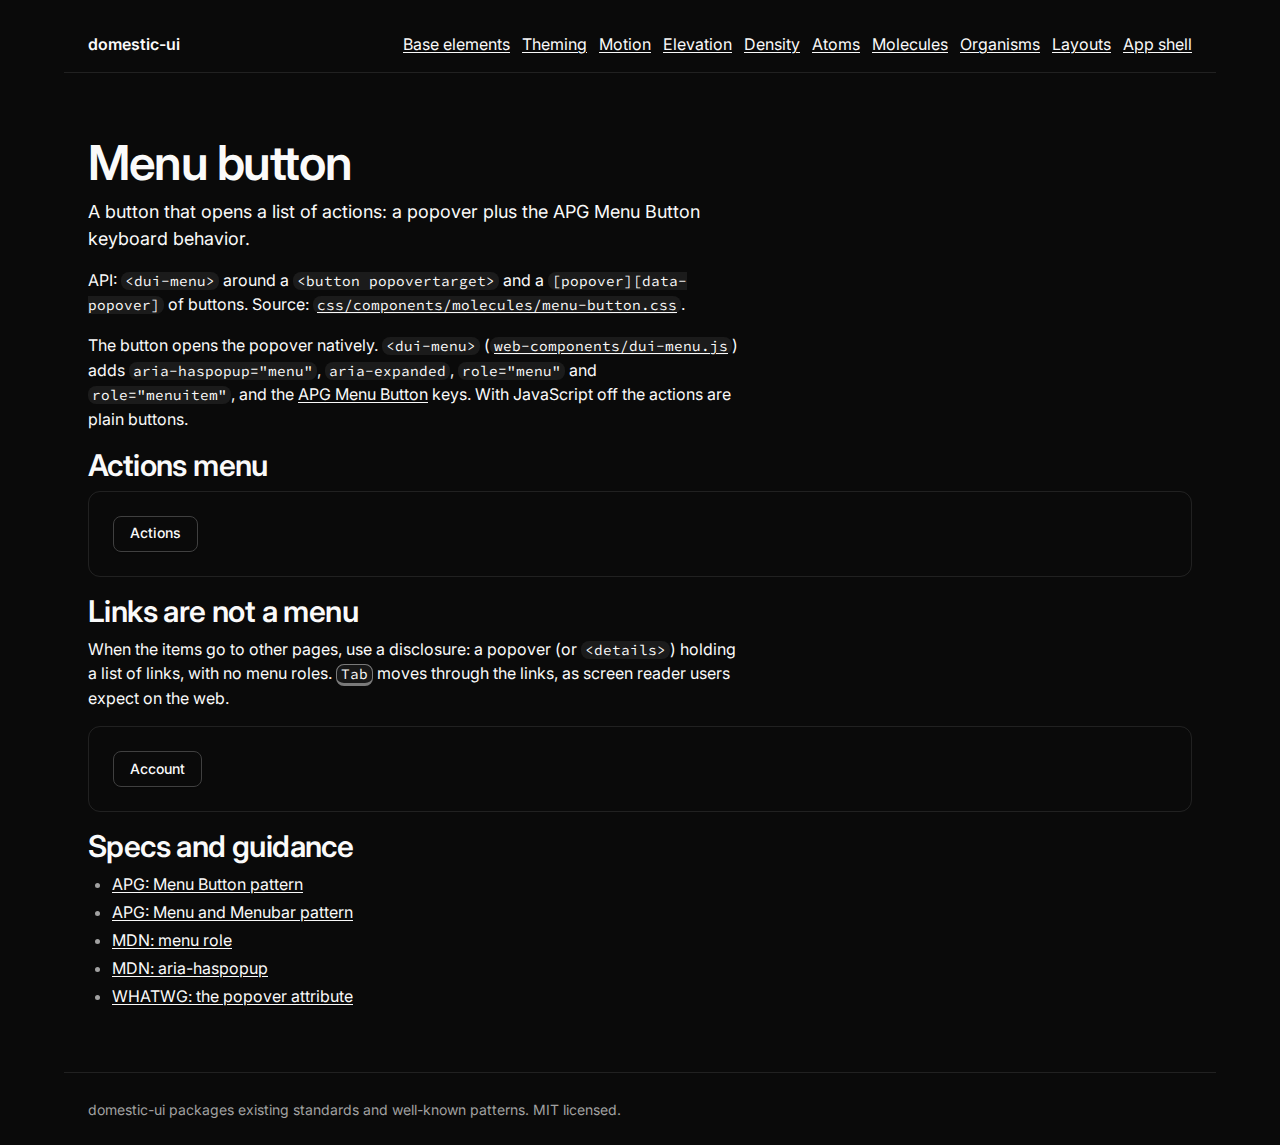 domestic-ui
Base elements Theming Motion Elevation Density Atoms Molecules Organisms Layouts App shell
Menu button
A button that opens a list of actions: a popover plus the APG Menu Button
keyboard behavior.
API: <dui-menu> around a <button popovertarget> and a [popover][data-
popover] of buttons. Source: css/components/molecules/menu-button.css.
The button opens the popover natively. <dui-menu> (web-components/dui-menu.js)
adds aria-haspopup="menu", aria-expanded, role="menu" and
role="menuitem", and the APG Menu Button keys. With JavaScript off the actions are
plain buttons.
Actions menu
Actions
Links are not a menu
When the items go to other pages, use a disclosure: a popover (or <details>) holding
a list of links, with no menu roles. Tab moves through the links, as screen reader users
expect on the web.
Account
Specs and guidance
APG: Menu Button pattern
APG: Menu and Menubar pattern
MDN: menu role
MDN: aria-haspopup
WHATWG: the popover attribute
domestic-ui packages existing standards and well-known patterns. MIT licensed.